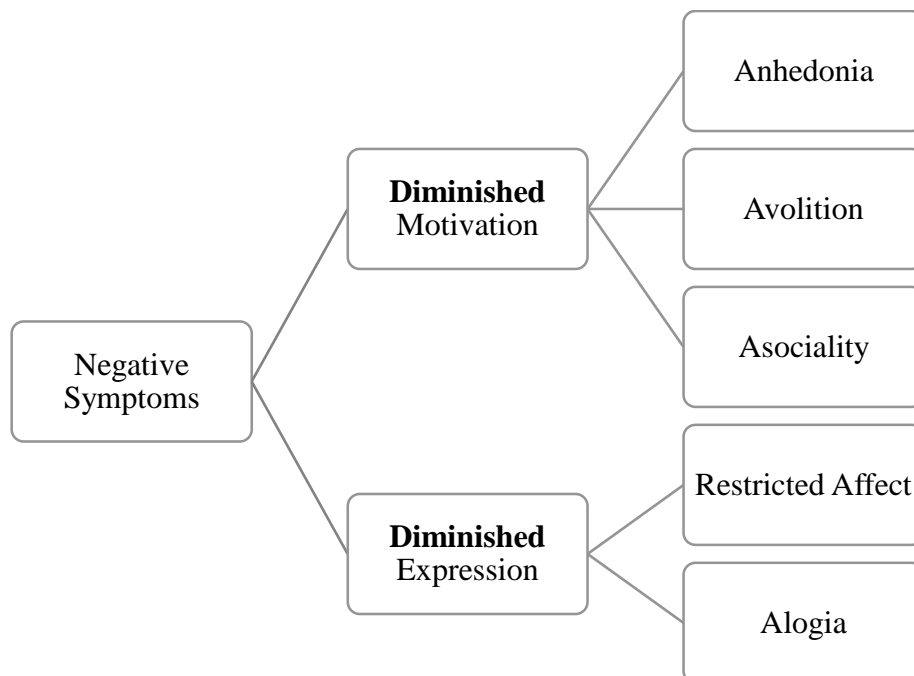 Negative
Symptoms
Diminished
Motivation
Anhedonia
Avolition
Asociality
Diminished
Expression
Restricted Affect
Alogia